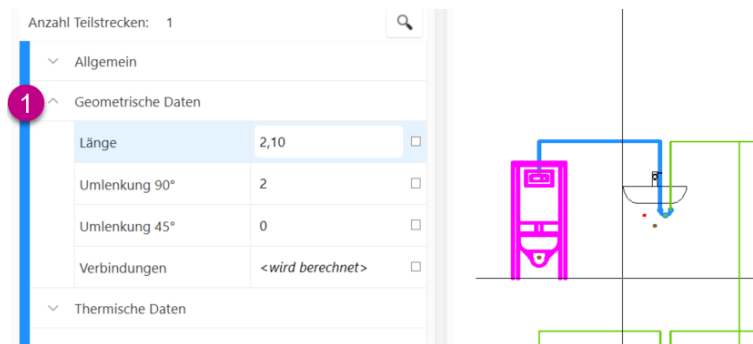 Anzahl Teilstrecken: 1
Allgemein
1 Geometrische Daten
Länge 2,10
Umlenkung 90° 2
Umlenkung 45° 0
Verbindungen <wird berechnet>
Thermische Daten